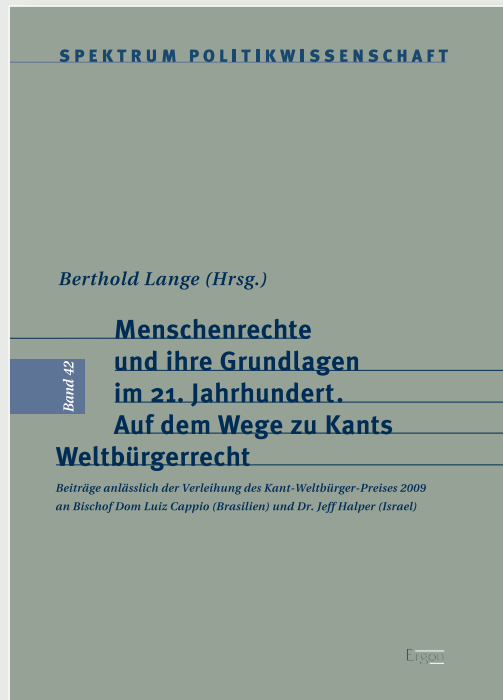 SPEKTRUM POLITIKWISSENSCHAFT
Berthold Lange (Hrsg.)
Menschenrechte
und ihre Grundlagen
im 21. Jahrhundert.
Auf dem Wege zu Kants
Weltbürgerrecht
Band 42
Beiträge anlässlich der Verleihung des Kant-Weltbürger-Preises 2009
an Bischof Dom Luiz Cappio (Brasilien) und Dr. Jeff Halper (Israel)
Ergon